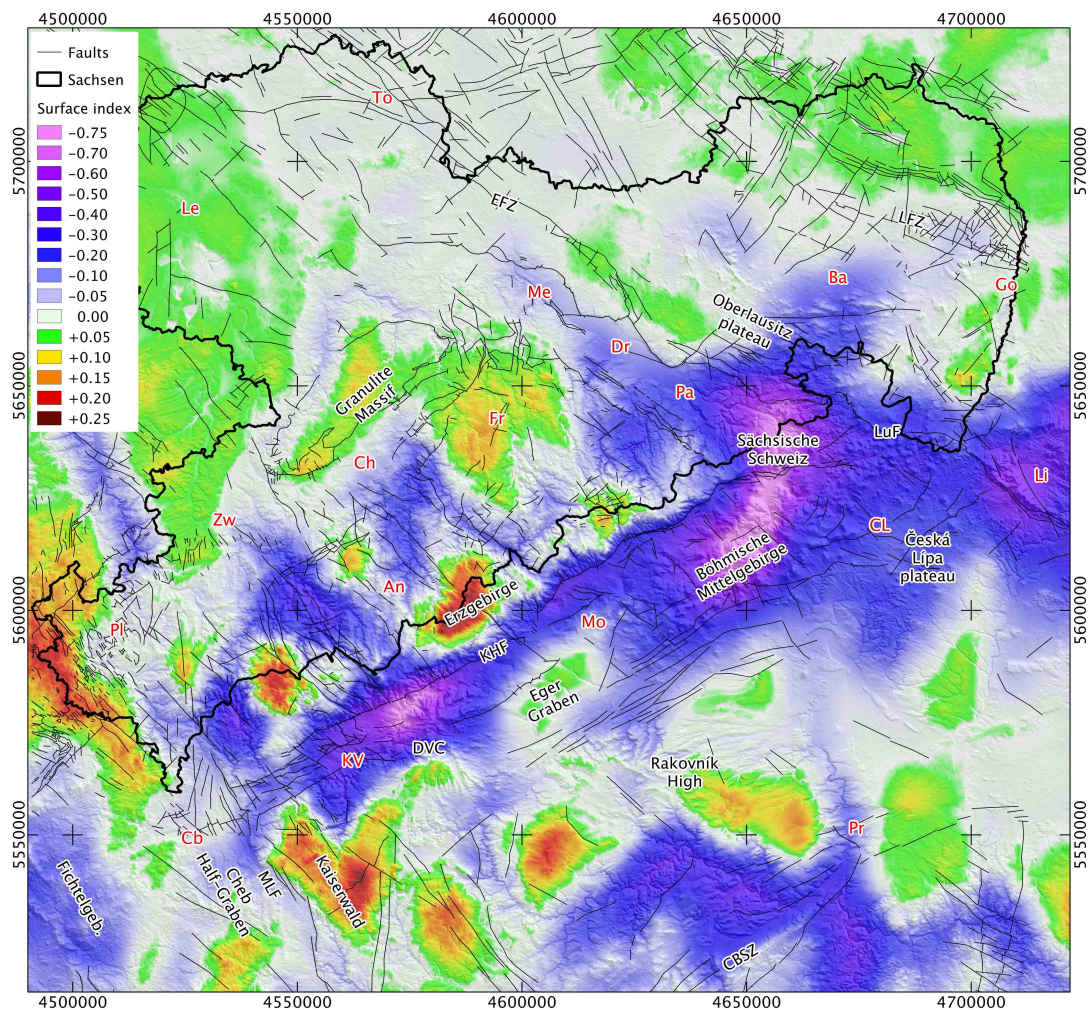 4500000
4550000
4600000
4650000
4700000
Faults
Sachsen
Surface index
−0.75
−0.70
−0.60
−0.50
−0.40
−0.30
−0.20
−0.10
−0.05
0.00
+0.05
+0.10
+0.15
+0.20
+0.25
5700000
5700000
5650000
5650000
5600000
5600000
5550000
5550000
To
Le
EFZ
LFZ
Me
Ba
Go
Oberlausitz
plateau
Dr
Pa
Granulite
Massif
Fr
Ch
Sächsische
Schweiz
LuF
Li
Zw
CL
Česká
Lípa
plateau
An
Erzgebirge
Böhmische
Mittelgebirge
Mo
Pl
KHF
Eger
Graben
DVC
KV
Rakovník
High
Pr
Cb
Fichtelgeb.
Cheb
Half-Graben
MLF
Kaiserwald
CBSZ
4500000
4550000
4600000
4650000
4700000